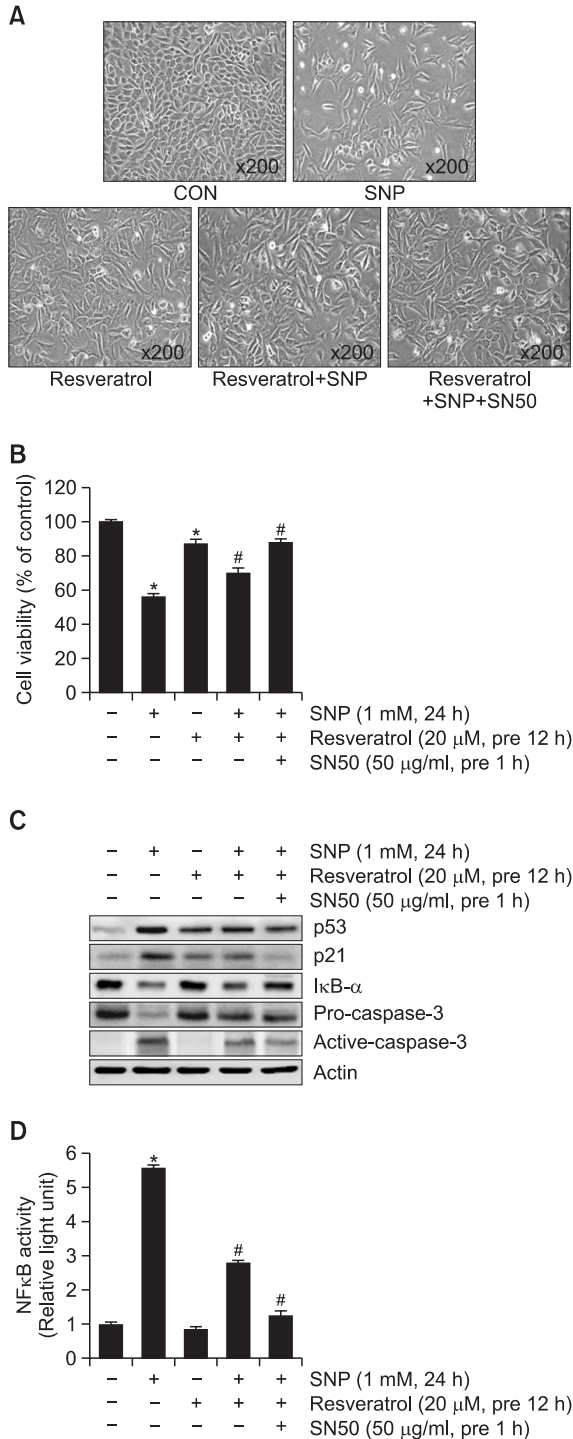 A
x200
x200
CON
SNP
x200
x200
x200
Resveratrol
Resveratrol+SNP
Resveratrol
+SNP+SN50
B
Cell viability (% of control)
120
100
80
60
40
20
0
*
*
#
#
– + – + + SNP (1 mM, 24 h)
– – + + + Resveratrol (20 μM, pre 12 h)
– – – – + SN50 (50 μg/ml, pre 1 h)
C
– + – + + SNP (1 mM, 24 h)
– – + + + Resveratrol (20 μM, pre 12 h)
– – – – + SN50 (50 μg/ml, pre 1 h)
p53
p21
IκB-α
Pro-caspase-3
Active-caspase-3
Actin
D
NFκB activity
(Relative light unit)
6
5
4
3
2
1
0
*
#
#
– + – + + SNP (1 mM, 24 h)
– – + + + Resveratrol (20 μM, pre 12 h)
– – – – + SN50 (50 μg/ml, pre 1 h)